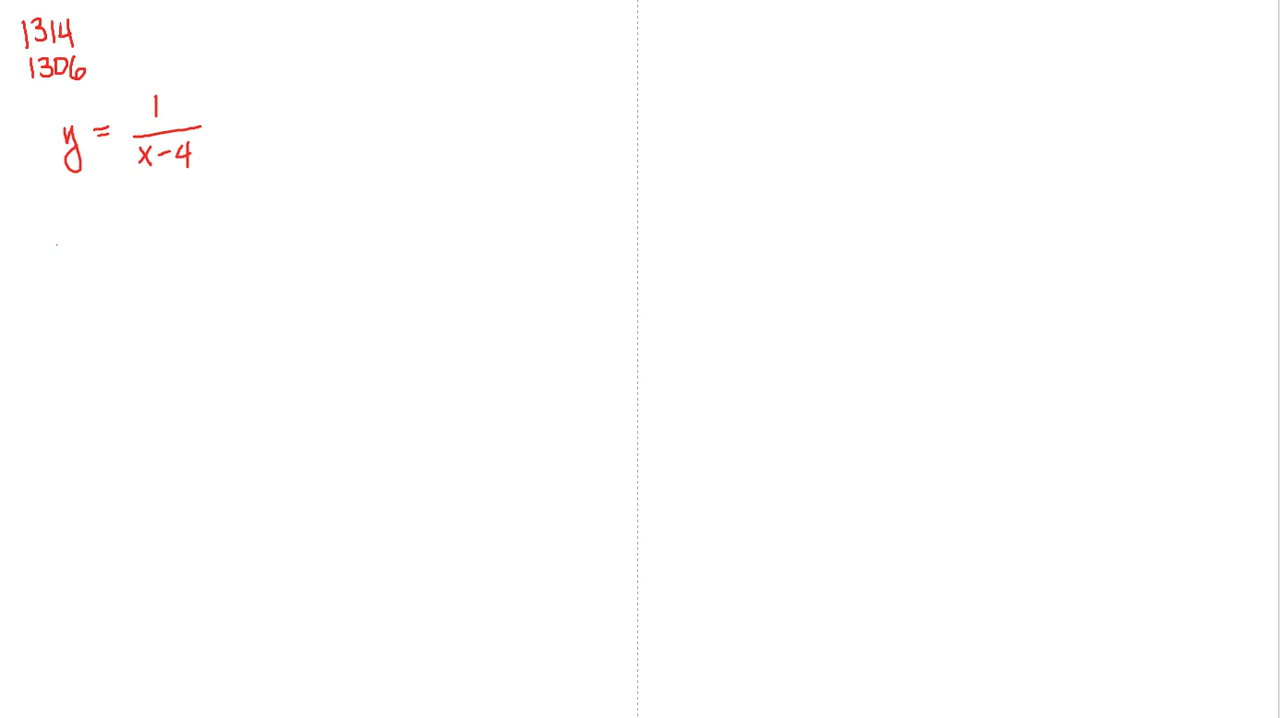 1314
1306
y = 1/(x-4)